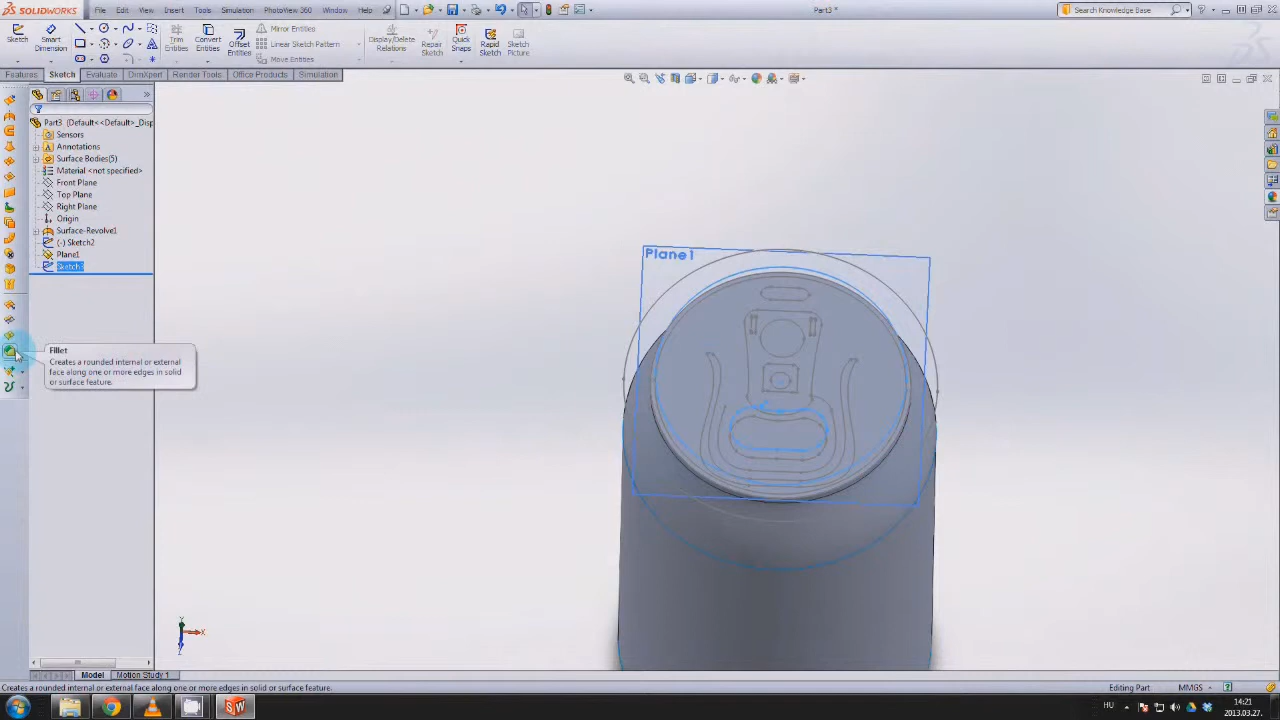 SOLIDWORKS
File Edit View Insert Tools Simulation PhotoView 360 Window Help
Part3 *
Search Knowledge Base
Sketch
Smart Dimension
Trim Entities
Convert Entities
Offset Entities
Mirror Entities
Linear Sketch Pattern
Move Entities
Display/Delete Relations
Repair Sketch
Quick Snaps
Rapid Sketch
Sketch Picture
Features Sketch Evaluate DimXpert Render Tools Office Products Simulation
Part3 (Default<<Default>_Disp
Sensors
Annotations
Surface Bodies(5)
Material <not specified>
Front Plane
Top Plane
Right Plane
Origin
Surface-Revolve1
(-) Sketch2
Plane1
Sketch3
Plane1
Fillet
Creates a rounded internal or external
face along one or more edges in solid
or surface feature.
Y
X
Z
Model Motion Study 1
Creates a rounded internal or external face along one or more edges in solid or surface feature.
Editing Part
MMGS
HU
14:21
2013.03.27.